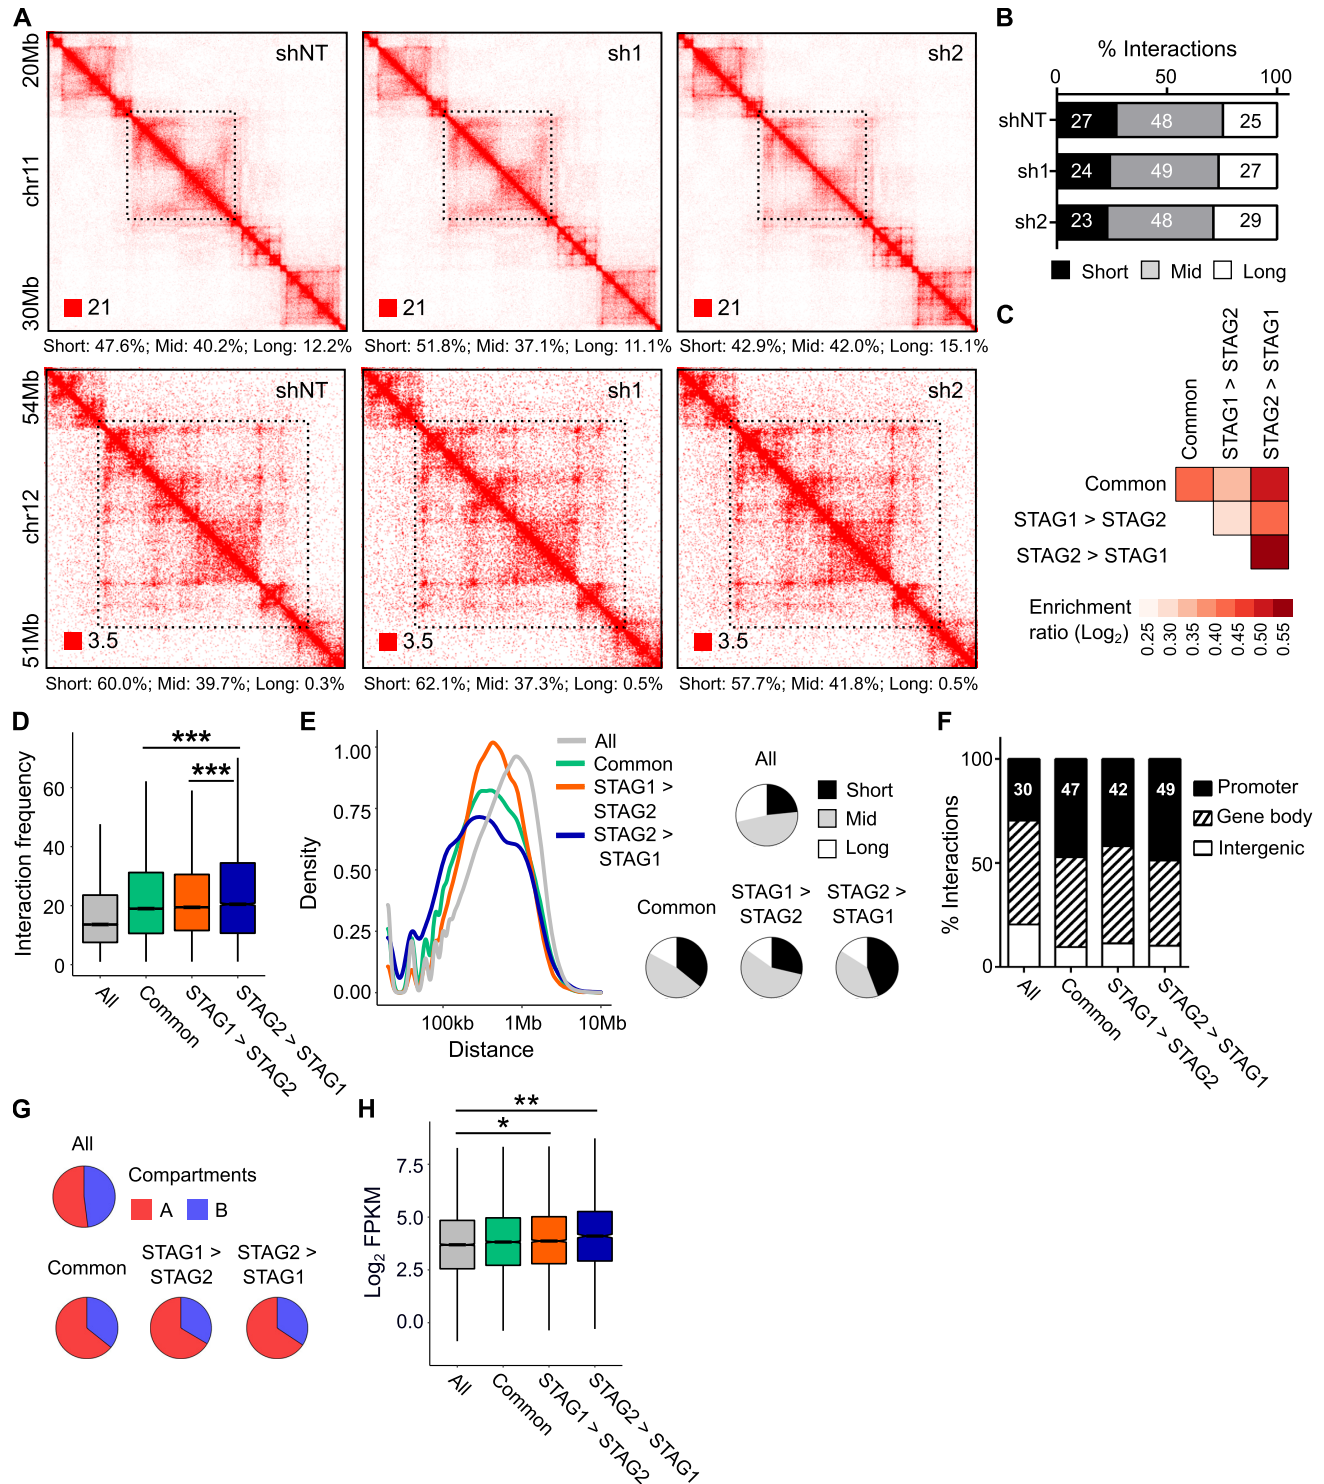 A
20Mb
chr11
30Mb
shNT
21
sh1
21
sh2
21
Short: 47.6%; Mid: 40.2%; Long: 12.2%
Short: 51.8%; Mid: 37.1%; Long: 11.1%
Short: 42.9%; Mid: 42.0%; Long: 15.1%
54Mb
chr12
51Mb
shNT
3.5
sh1
3.5
sh2
3.5
Short: 60.0%; Mid: 39.7%; Long: 0.3%
Short: 62.1%; Mid: 37.3%; Long: 0.5%
Short: 57.7%; Mid: 41.8%; Long: 0.5%
B
% Interactions
0 50 100
shNT 27 48 25
sh1 24 49 27
sh2 23 48 29
Short Mid Long
C
Common
STAG1 > STAG2
STAG2 > STAG1
Common
STAG1 > STAG2
STAG2 > STAG1
Enrichment
ratio (Log2)
0.25 0.30 0.35 0.40 0.45 0.50 0.55
D
Interaction frequency
60
40
20
0
***
***
All
Common
STAG1 > STAG2
STAG2 > STAG1
E
Density
1.00
0.75
0.50
0.25
0.00
100kb 1Mb 10Mb
Distance
All
Common
STAG1 >
STAG2
STAG2 >
STAG1
All
Short
Mid
Long
Common
STAG1 >
STAG2
STAG2 >
STAG1
F
% Interactions
100
50
0
30 47 42 49
Promoter
Gene body
Intergenic
All
Common
STAG1 > STAG2
STAG2 > STAG1
G
All
Compartments
A B
Common
STAG1 >
STAG2
STAG2 >
STAG1
H
Log2 FPKM
7.5
5.0
2.5
0.0
**
*
All
Common
STAG1 > STAG2
STAG2 > STAG1